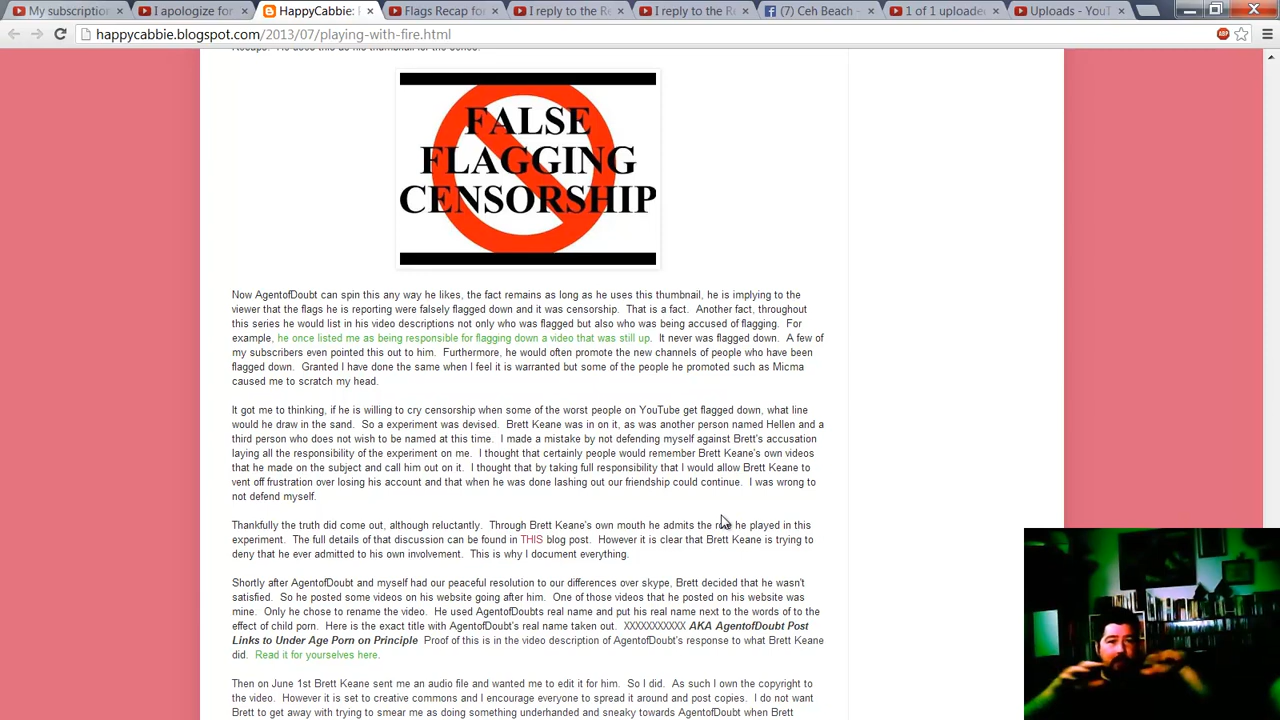 My subscription
I apologize for
HappyCabbie:
Flags Recap for
I reply to the Re
I reply to the Re
(7) Ceh Beach -
1 of 1 uploade
Uploads - YouT
happycabbie.blogspot.com/2013/07/playing-with-fire.html
ABP
FALSE
FLAGGING
CENSORSHIP
Now AgentofDoubt can spin this any way he likes, the fact remains as long as he uses this thumbnail, he is implying to the
viewer that the flags he is reporting were falsely flagged down and it was censorship. That is a fact. Another fact, throughout
this series he would list in his video descriptions not only who was flagged but also who was being accused of flagging. For
example, he once listed me as being responsible for flagging down a video that was still up. It never was flagged down. A few of
my subscribers even pointed this out to him. Furthermore, he would often promote the new channels of people who have been
flagged down. Granted I have done the same when I feel it is warranted but some of the people he promoted such as Micma
caused me to scratch my head.
It got me to thinking, if he is willing to cry censorship when some of the worst people on YouTube get flagged down, what line
would he draw in the sand. So a experiment was devised. Brett Keane was in on it, as was another person named Hellen and a
third person who does not wish to be named at this time. I made a mistake by not defending myself against Brett's accusation
laying all the responsibility of the experiment on me. I thought that certainly people would remember Brett Keane's own videos
that he made on the subject and call him out on it. I thought that by taking full responsibility that I would allow Brett Keane to
vent off frustration over losing his account and that when he was done lashing out our friendship could continue. I was wrong to
not defend myself.
Thankfully the truth did come out, although reluctantly. Through Brett Keane's own mouth he admits the role he played in this
experiment. The full details of that discussion can be found in THIS blog post. However it is clear that Brett Keane is trying to
deny that he ever admitted to his own involvement. This is why I document everything.
Shortly after AgentofDoubt and myself had our peaceful resolution to our differences over skype, Brett decided that he wasn't
satisfied. So he posted some videos on his website going after him. One of those videos that he posted on his website was
mine. Only he chose to rename the video. He used AgentofDoubts real name and put his real name next to the words of to the
effect of child porn. Here is the exact title with AgentofDoubt's real name taken out. XXXXXXXXXXX AKA AgentofDoubt Post
Links to Under Age Porn on Principle Proof of this is in the video description of AgentofDoubt's response to what Brett Keane
did. Read it for yourselves here.
Then on June 1st Brett Keane sent me an audio file and wanted me to edit it for him. So I did. As such I own the copyright to
the video. However it is set to creative commons and I encourage everyone to spread it around and post copies. I do not want
Brett to get away with trying to smear me as doing something underhanded and sneaky towards AgentofDoubt when Brett